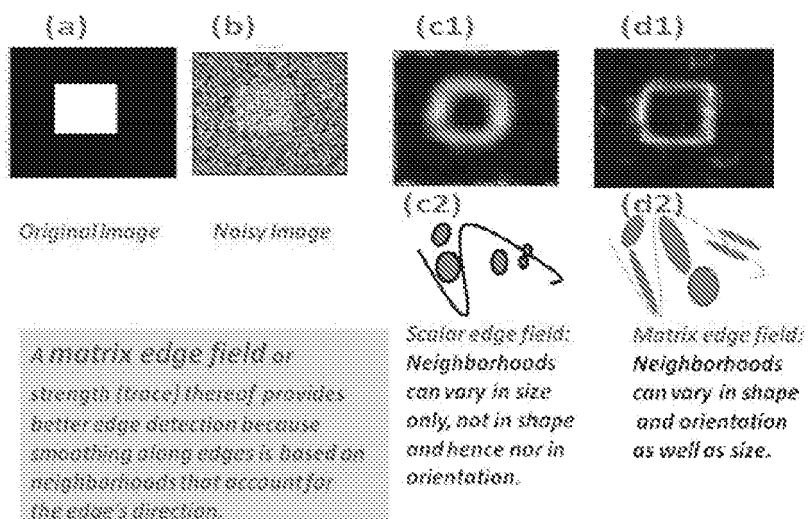 (a)
(b)
(c1)
(d1)
(c2)
(d2)
Original Image
Noisy Image
A matrix edge field or
strength (trace) thereof provides
better edge detection because
smoothing along edges is based on
neighborhoods that account for
the edge's direction.
Scalar edge field:
Neighborhoods
can vary in size
only, not in shape
and hence nor in
orientation.
Matrix edge field:
Neighborhoods
can vary in shape
and orientation
as well as size.